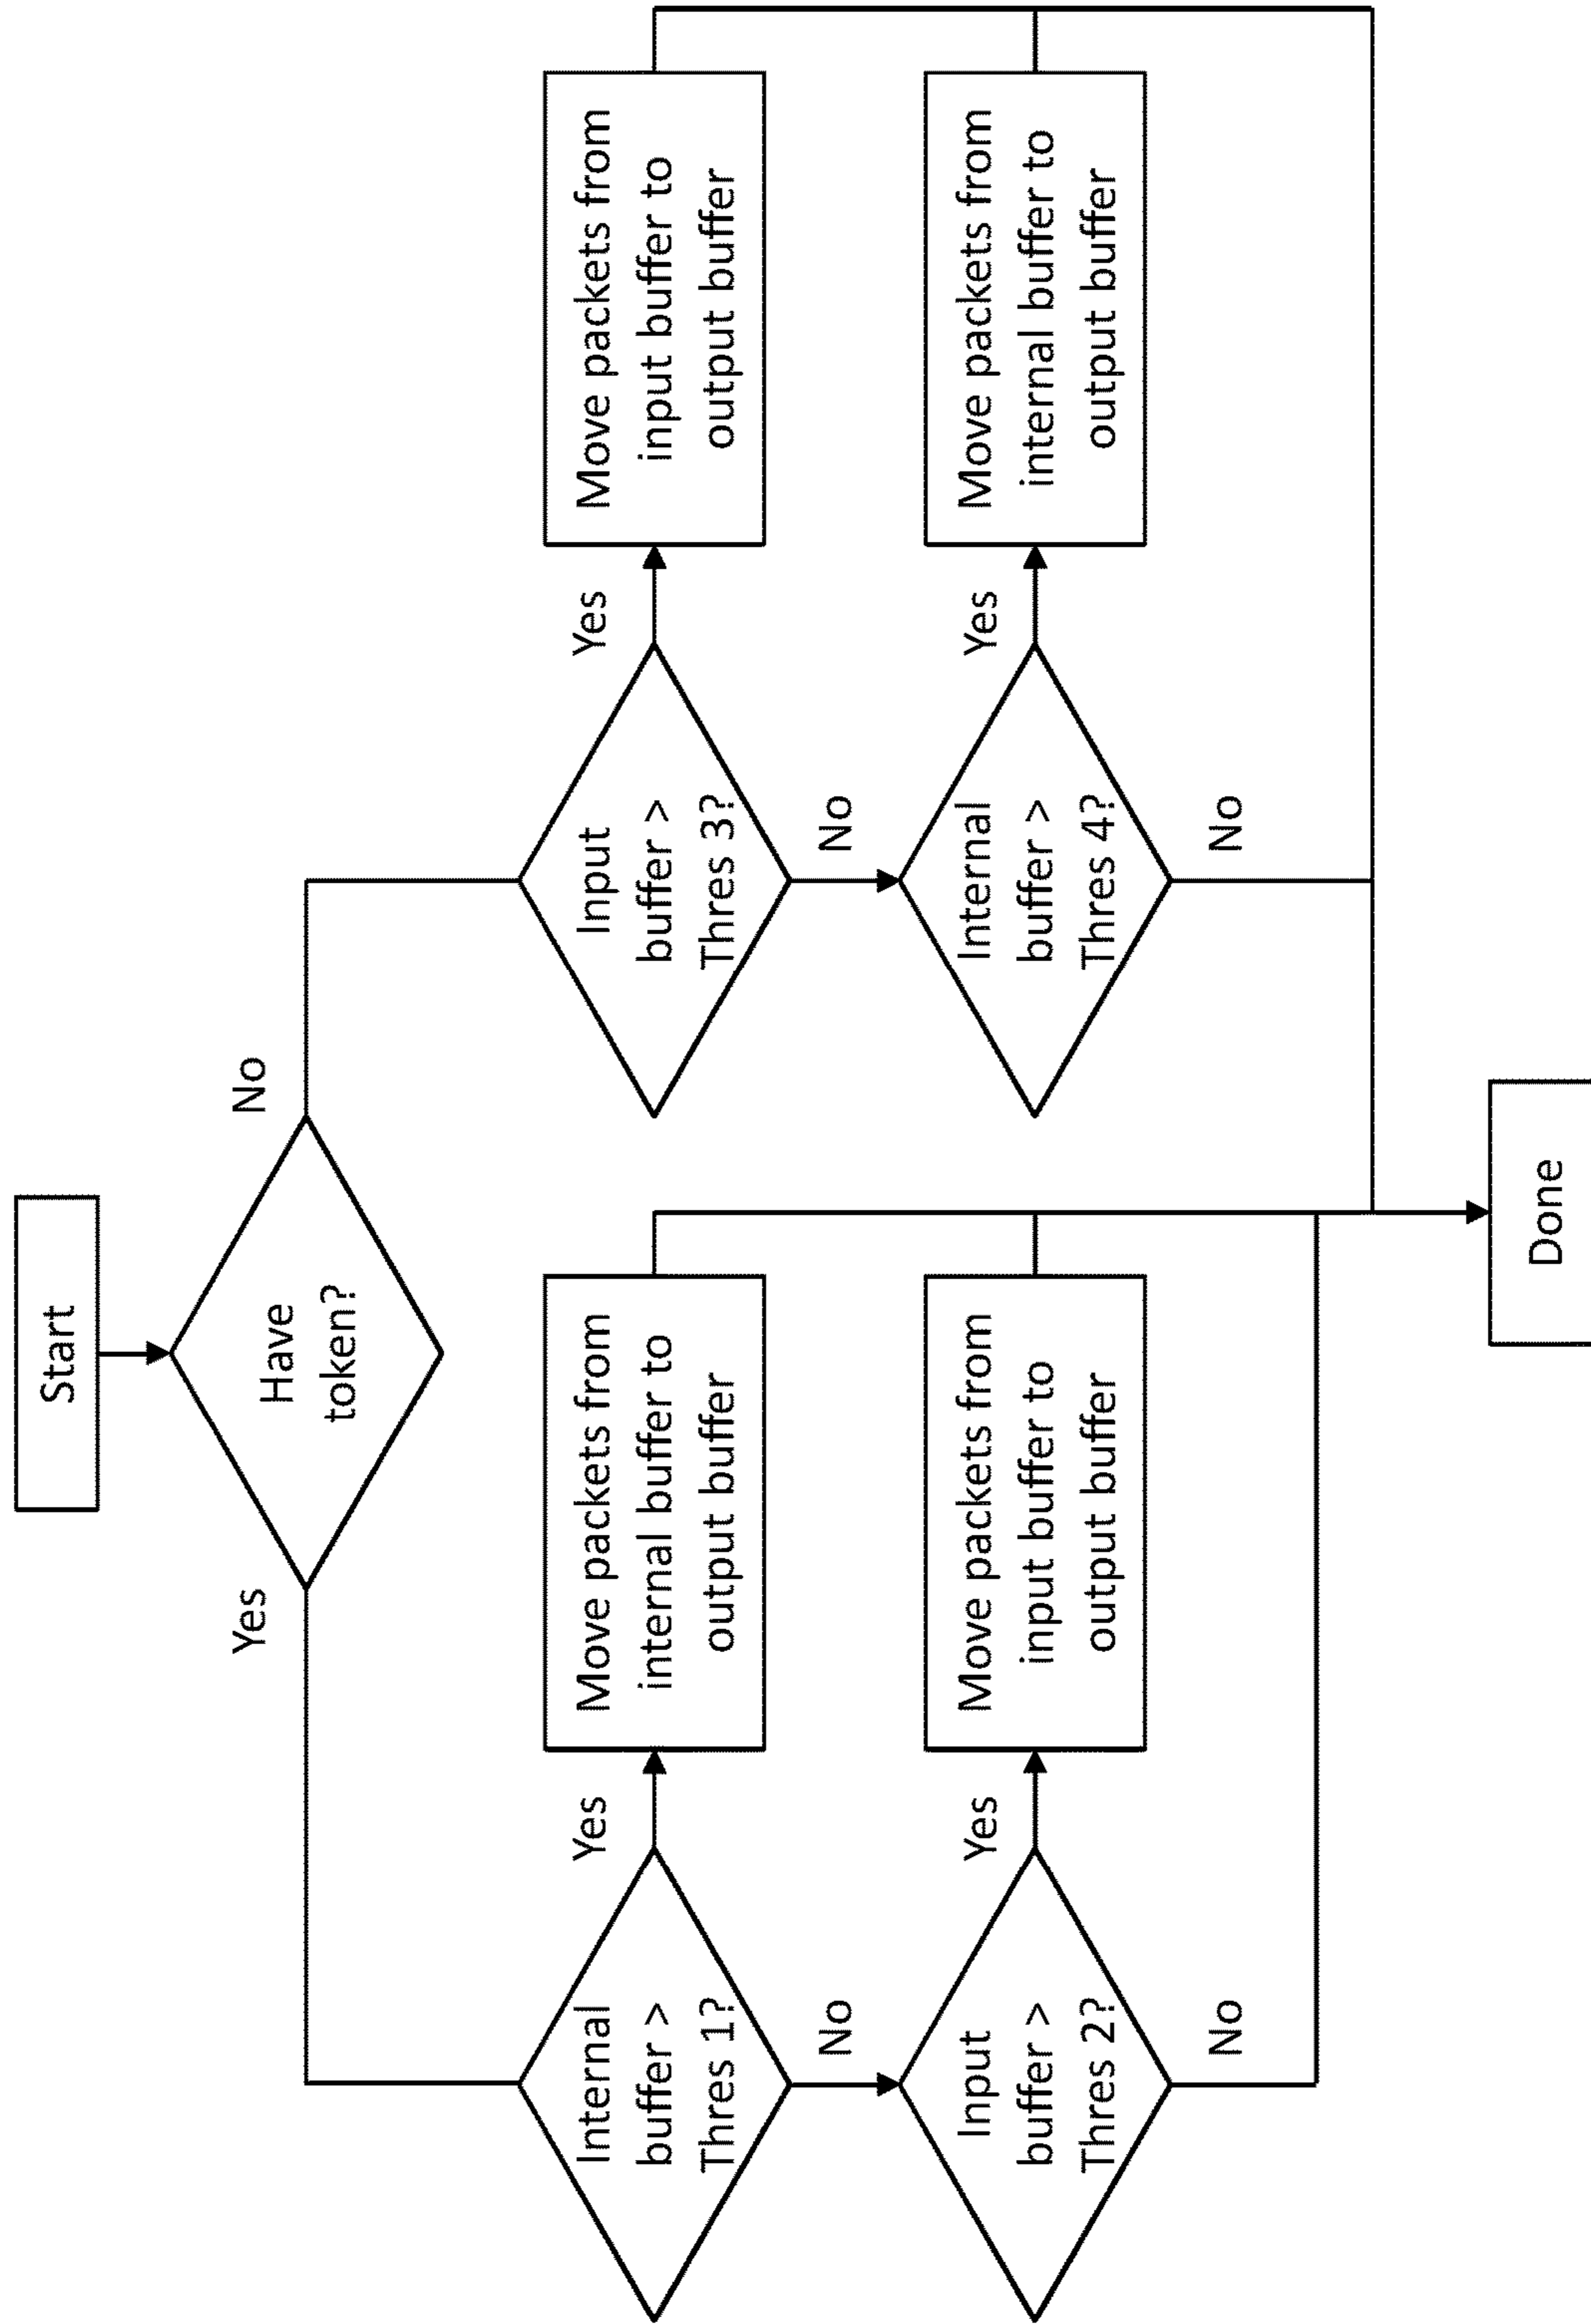 Start
Have
token?
Yes
No
Internal
buffer >
Thres 1?
Yes
Move packets from
internal buffer to
output buffer
No
Input
buffer >
Thres 2?
Yes
Move packets from
input buffer to
output buffer
No
Input
buffer >
Thres 3?
Yes
Move packets from
input buffer to
output buffer
No
Internal
buffer >
Thres 4?
Yes
Move packets from
internal buffer to
output buffer
No
Done